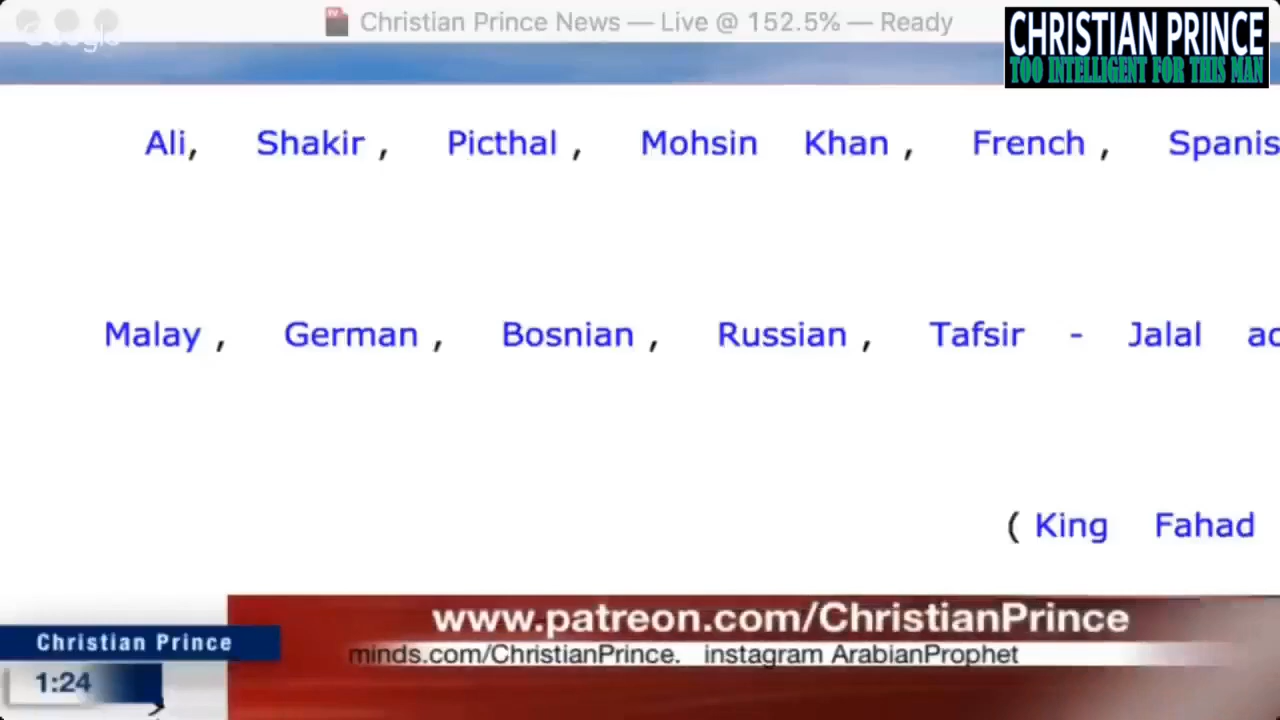 Christian Prince News — Live @ 152.5% — Ready
Google
CHRISTIAN PRINCE
TOO INTELLIGENT FOR THIS MAN
Ali, Shakir , Picthal , Mohsin Khan , French , Spanis
Malay , German , Bosnian , Russian , Tafsir - Jalal ad
( King Fahad
www.patreon.com/ChristianPrince
Christian Prince
minds.com/ChristianPrince. instagram ArabianProphet
1:24